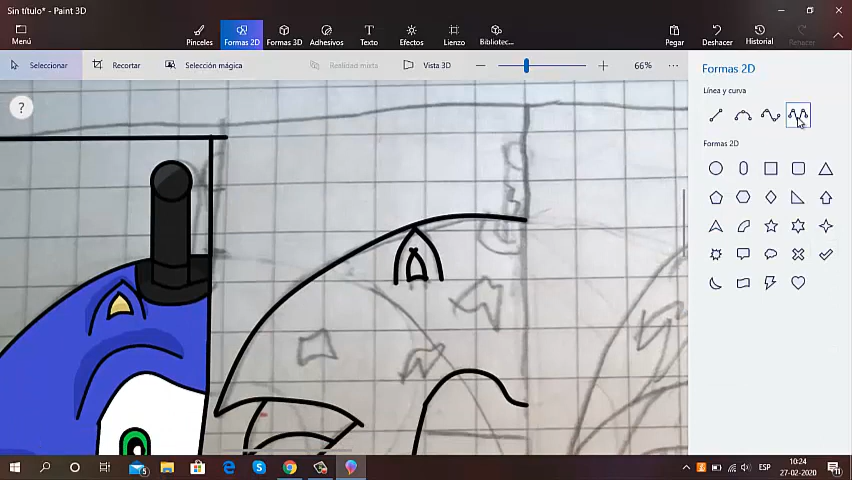 Sin título* - Paint 3D
Menú
Pinceles
Formas 2D
Formas 3D
Adhesivos
Texto
Efectos
Lienzo
Bibliotec...
Pegar
Deshacer
Historial
Rehacer
Seleccionar
Recortar
Selección mágica
Realidad mixta
Vista 3D
66%
Formas 2D
Línea y curva
Formas 2D
?
5
ESP
10:24
27-02-2020
11